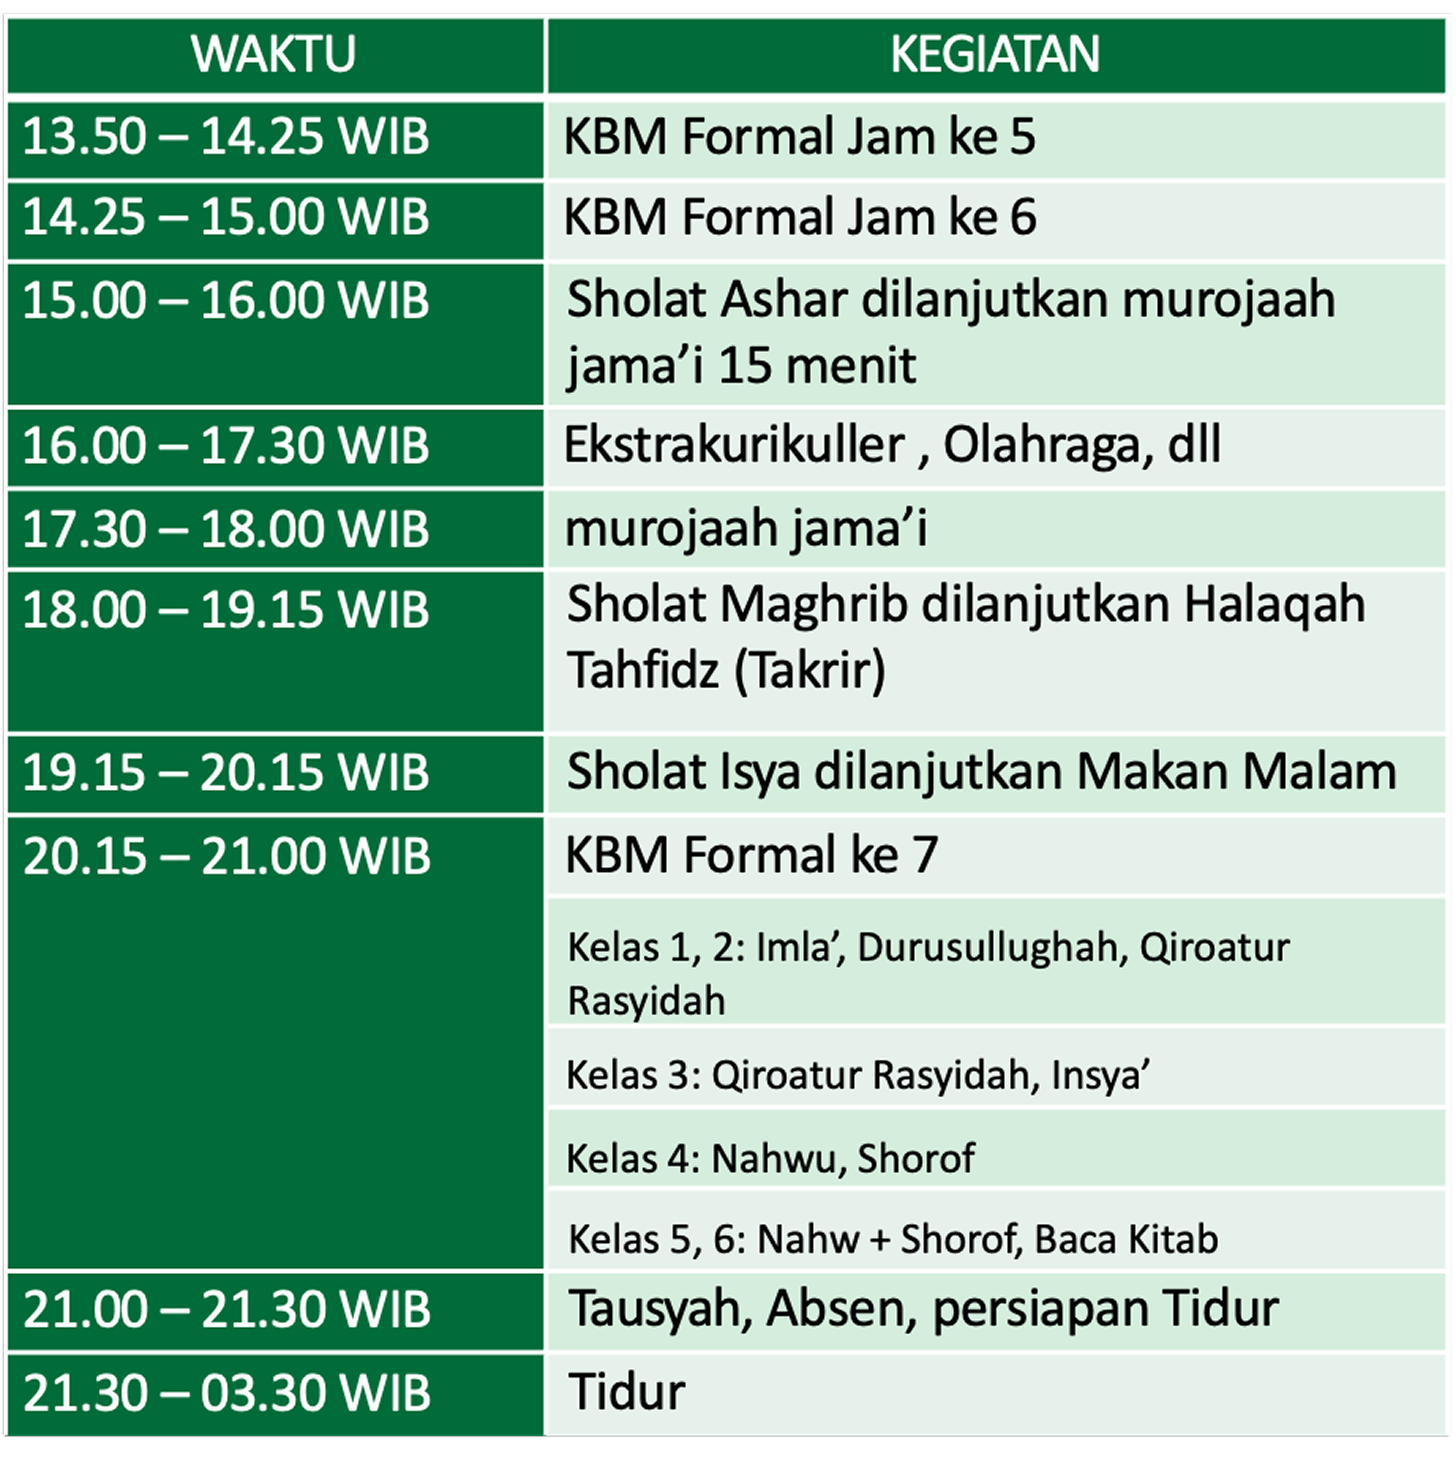 WAKTU KEGIATAN
13.50 – 14.25 WIB KBM Formal Jam ke 5
14.25 – 15.00 WIB KBM Formal Jam ke 6
15.00 – 16.00 WIB Sholat Ashar dilanjutkan murojaah
jama’i 15 menit
16.00 – 17.30 WIB Ekstrakurikuller , Olahraga, dll
17.30 – 18.00 WIB murojaah jama’i
18.00 – 19.15 WIB Sholat Maghrib dilanjutkan Halaqah
Tahfidz (Takrir)
19.15 – 20.15 WIB Sholat Isya dilanjutkan Makan Malam
20.15 – 21.00 WIB KBM Formal ke 7
Kelas 1, 2: Imla’, Durusullughah, Qiroatur
Rasyidah
Kelas 3: Qiroatur Rasyidah, Insya’
Kelas 4: Nahwu, Shorof
Kelas 5, 6: Nahw + Shorof, Baca Kitab
21.00 – 21.30 WIB Tausyah, Absen, persiapan Tidur
21.30 – 03.30 WIB Tidur